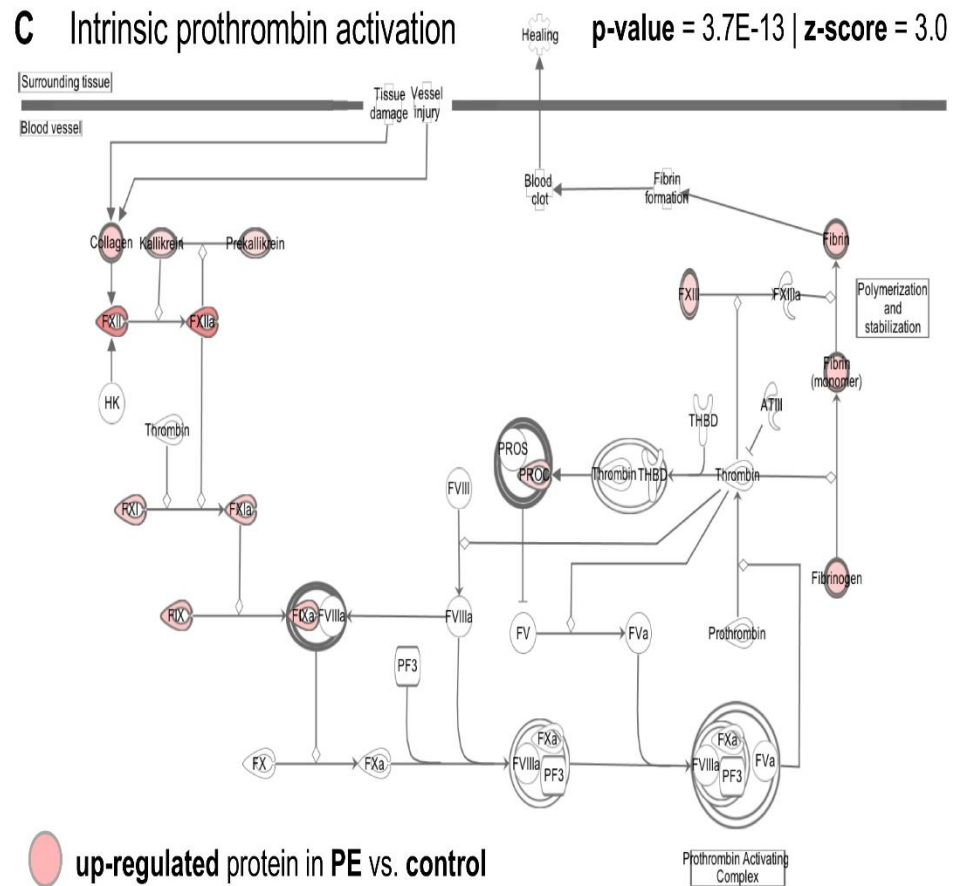 C Intrinsic prothrombin activation
p-value = 3.7E-13 | z-score = 3.0
Healing
Surrounding tissue
Tissue
damage
Vessel
injury
Blood vessel
Blood
clot
Fibrin
formation
Collagen
Kallikrein
Prekallikrein
Fibrin
FXII
FXIIa
FXIII
FXIIIa
Polymerization
and
stabilization
HK
Fibrin
(monomer)
Thrombin
THBD
ATIII
PROS
PROC
Thrombin
THBD
Thrombin
FVIII
FXI
FXIa
Fibrinogen
FIX
FIXa
FVIIIa
FVIIIa
FV
FVa
Prothrombin
PF3
FX
FXa
FXa
FVIIIa
PF3
FXa
FVIIIa
PF3
FVa
Prothrombin Activating
Complex
up-regulated protein in PE vs. control